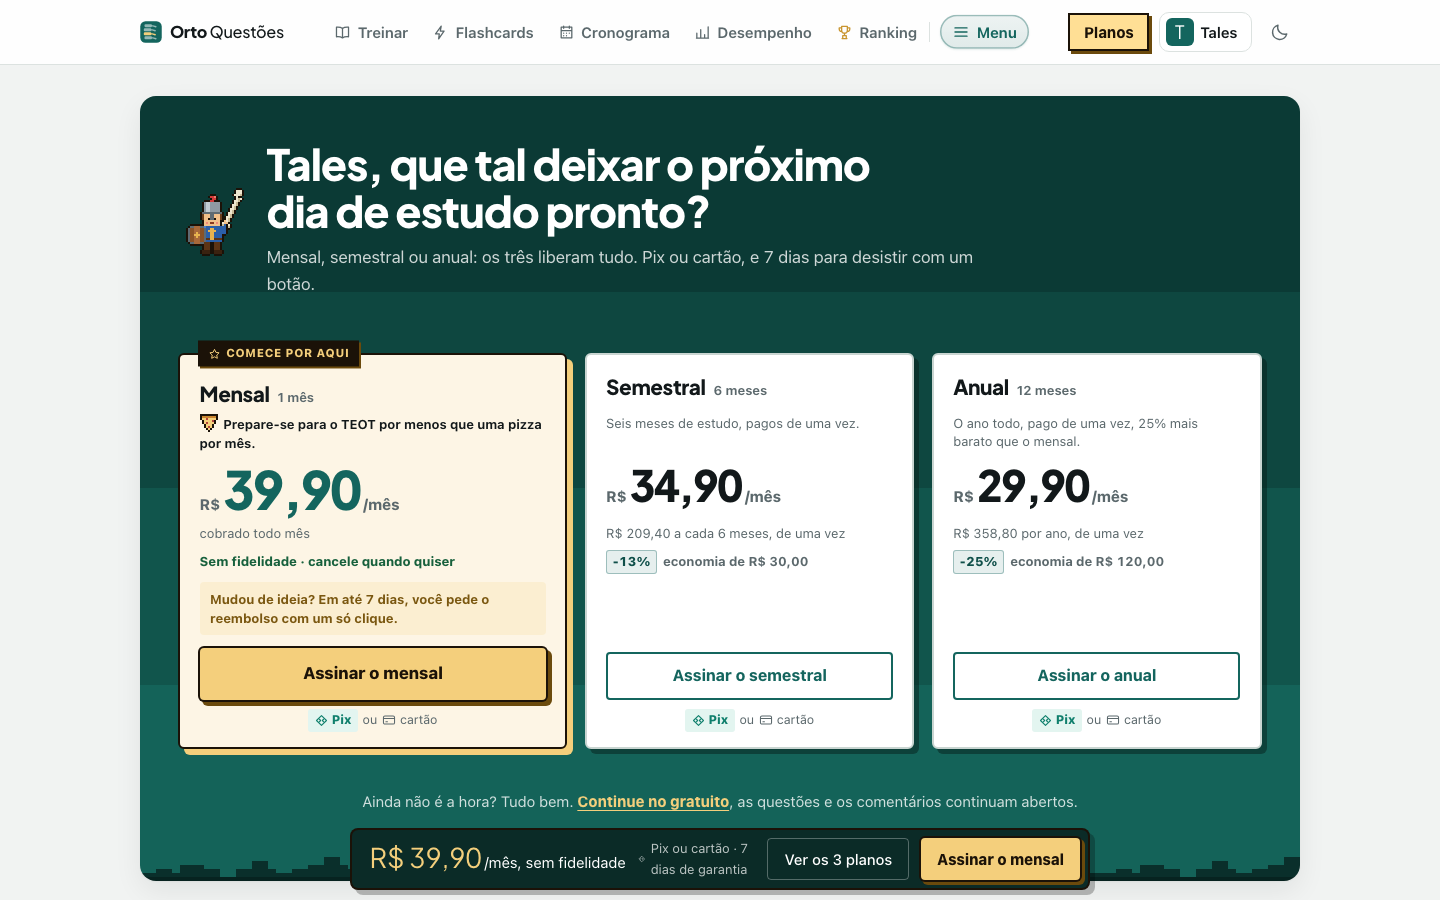 Orto Questões
Treinar
Flashcards
Cronograma
Desempenho
Ranking
Menu
Planos
T
Tales
Tales, que tal deixar o próximo
dia de estudo pronto?
Mensal, semestral ou anual: os três liberam tudo. Pix ou cartão, e 7 dias para desistir com um
botão.
COMECE POR AQUI
Mensal 1 mês
Prepare-se para o TEOT por menos que uma pizza
por mês.
R$ 39,90/mês
cobrado todo mês
Sem fidelidade · cancele quando quiser
Mudou de ideia? Em até 7 dias, você pede o
reembolso com um só clique.
Assinar o mensal
Pix ou cartão
Semestral 6 meses
Seis meses de estudo, pagos de uma vez.
R$ 34,90/mês
R$ 209,40 a cada 6 meses, de uma vez
-13% economia de R$ 30,00
Assinar o semestral
Pix ou cartão
Anual 12 meses
O ano todo, pago de uma vez, 25% mais
barato que o mensal.
R$ 29,90/mês
R$ 358,80 por ano, de uma vez
-25% economia de R$ 120,00
Assinar o anual
Pix ou cartão
Ainda não é a hora? Tudo bem. Continue no gratuito, as questões e os comentários continuam abertos.
R$ 39,90/mês, sem fidelidade
Pix ou cartão · 7
dias de garantia
Ver os 3 planos
Assinar o mensal